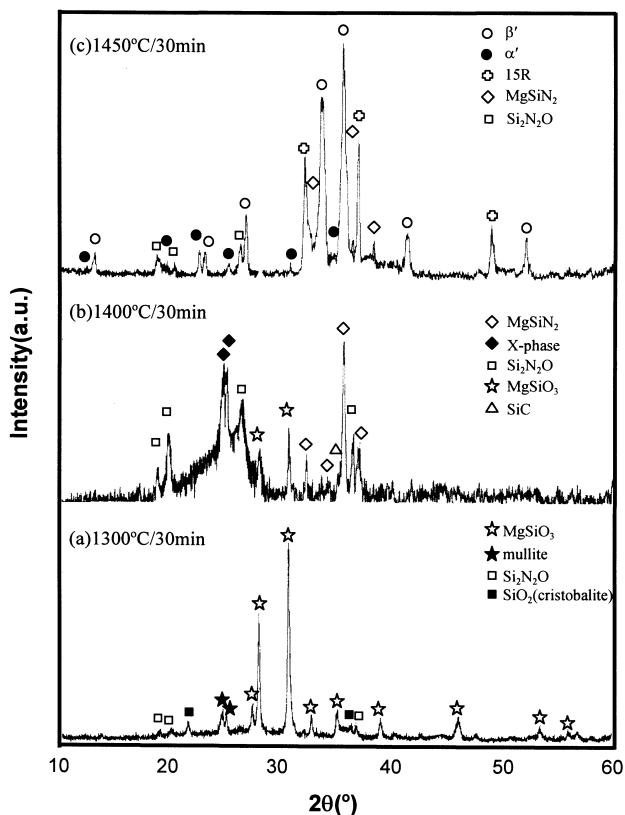 (c)1450ºC/30min
β′
α′
15R
MgSiN₂
Si₂N₂O
(b)1400ºC/30min
MgSiN₂
X-phase
Si₂N₂O
MgSiO₃
SiC
(a)1300ºC/30min
MgSiO₃
mullite
Si₂N₂O
SiO₂(cristobalite)
Intensity(a.u.)
10 20 30 40 50 60
2θ(º)